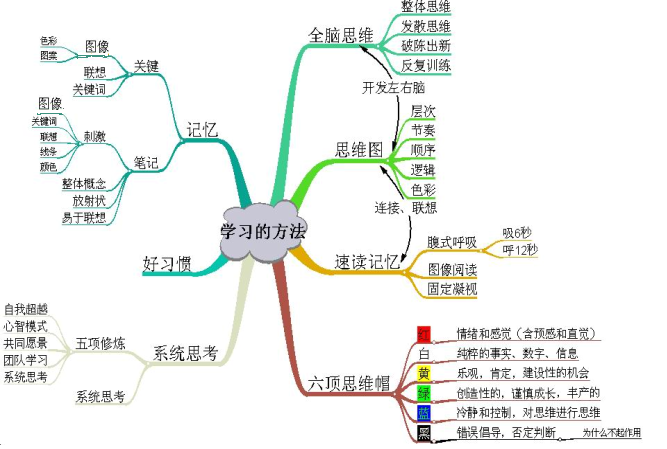 学习的方法
全脑思维
整体思维
发散思维
破陈出新
反复训练
开发左右脑
思维图
层次
节奏
顺序
逻辑
色彩
连接、联想
速读记忆
腹式呼吸
吸6秒
呼12秒
图像阅读
固定凝视
六项思维帽
红 情绪和感觉（含预感和直觉）
白 纯粹的事实、数字、信息
黄 乐观，肯定，建设性的机会
绿 创造性的，谨慎成长，丰产的
蓝 冷静和控制，对思维进行思维
黑 错误倡导，否定判断 为什么不起作用
记忆
关键
图像
色彩
图案
联想
关键词
笔记
刺激
图像
关键词
联想
线条
颜色
整体概念
放射状
易于联想
好习惯
系统思考
五项修炼
自我超越
心智模式
共同愿景
团队学习
系统思考
系统思考